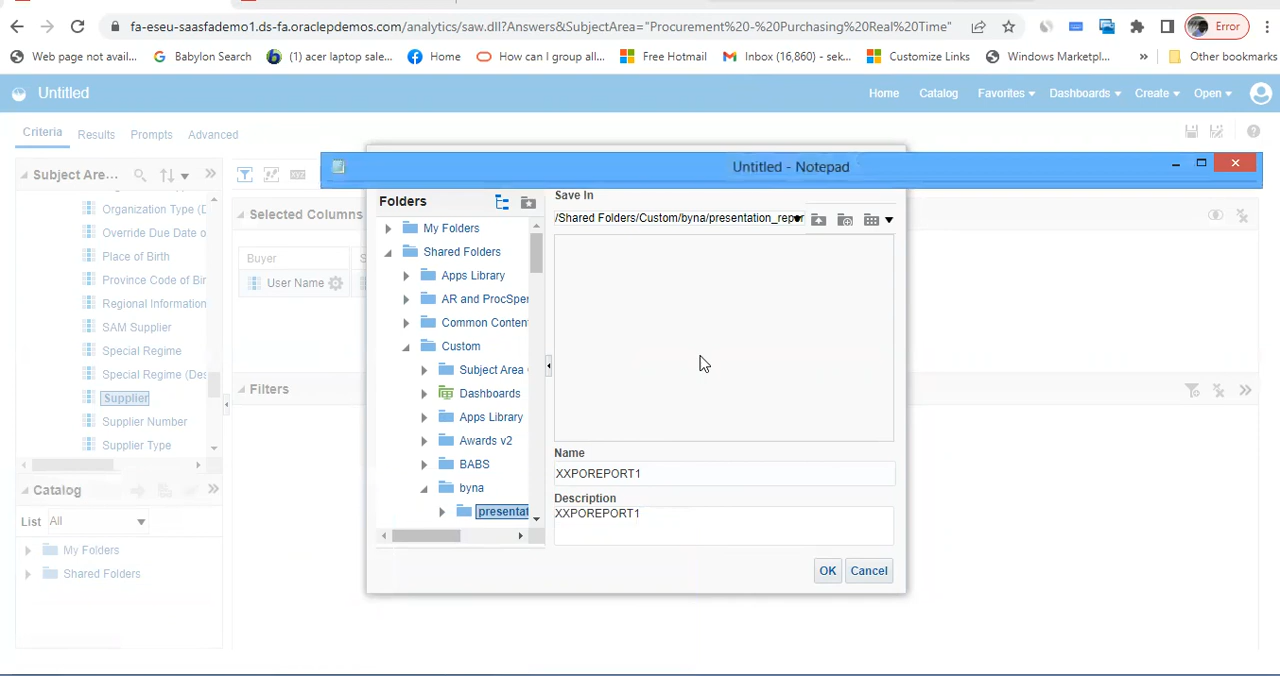 fa-eseu-saasfademo1.ds-fa.oraclepdemos.com/analytics/saw.dll?Answers&SubjectArea="Procurement%20-%20Purchasing%20Real%20Time"
Error
Web page not avail...
Babylon Search
(1) acer laptop sale...
Home
How can I group all...
Free Hotmail
Inbox (16,860) - sek...
Customize Links
Windows Marketpl...
»
Other bookmarks
Untitled
Home
Catalog
Favorites
Dashboards
Create
Open
Criteria
Results
Prompts
Advanced
Subject Are...
Organization Type (D
Override Due Date o
Place of Birth
Province Code of Bir
Regional Information
SAM Supplier
Special Regime
Special Regime (Des
Supplier
Supplier Number
Supplier Type
Catalog
List All
My Folders
Shared Folders
Selected Columns
Buyer
User Name
Filters
Untitled - Notepad
Folders
My Folders
Shared Folders
Apps Library
AR and ProcSpen
Common Content
Custom
Subject Area
Dashboards
Apps Library
Awards v2
BABS
byna
presentat
Save In
/Shared Folders/Custom/byna/presentation_repor
Name
XXPOREPORT1
Description
XXPOREPORT1
OK
Cancel